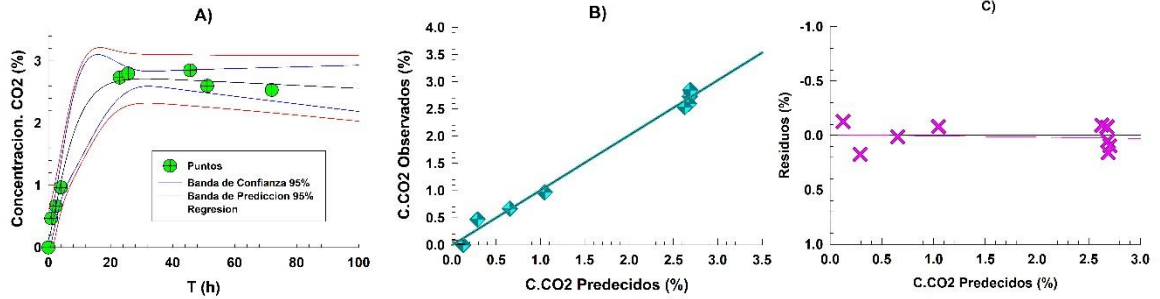 A)
Concentracion. CO2 (%)
3
2
1
0
0 20 40 60 80 100
T (h)
Puntos
Banda de Confianza 95%
Banda de Prediccion 95%
Regresion
B)
C.CO2 Observados (%)
4.0
3.5
3.0
2.5
2.0
1.5
1.0
0.5
0.0
0.0 0.5 1.0 1.5 2.0 2.5 3.0 3.5
C.CO2 Predecidos (%)
C)
Residuos (%)
-1.0
-0.5
0.0
0.5
1.0
0.0 0.5 1.0 1.5 2.0 2.5 3.0
C.CO2 Predecidos (%)